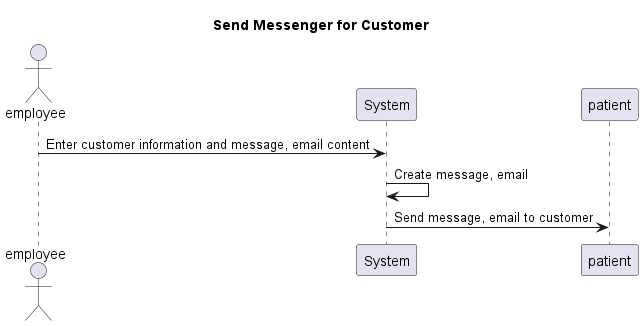 Send Messenger for Customer
employee
System
patient
Enter customer information and message, email content
Create message, email
Send message, email to customer
employee
System
patient